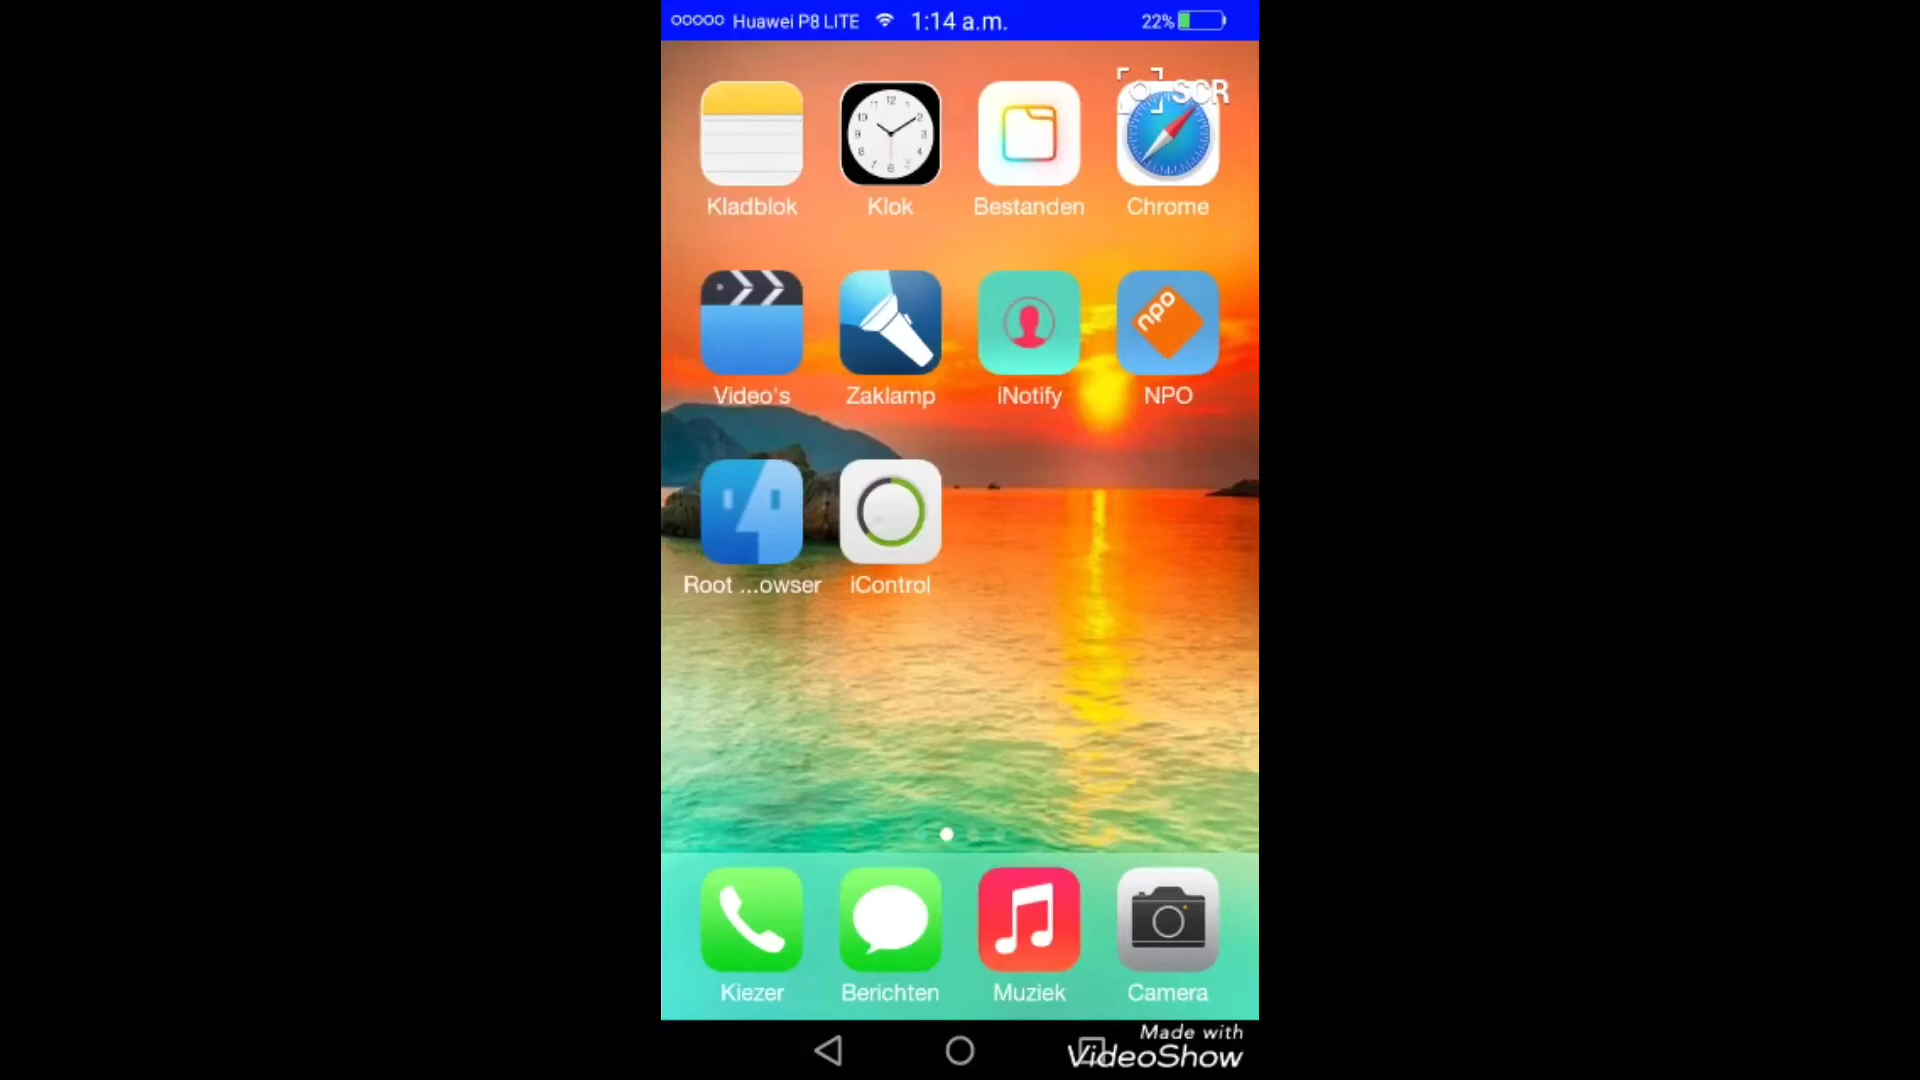 Huawei P8 LITE 1:14 a.m. 22%
SCR
Kladblok Klok Bestanden Chrome
npo
Video's Zaklamp iNotify NPO
Root ...owser iControl
Kiezer Berichten Muziek Camera
Made with
VideoShow